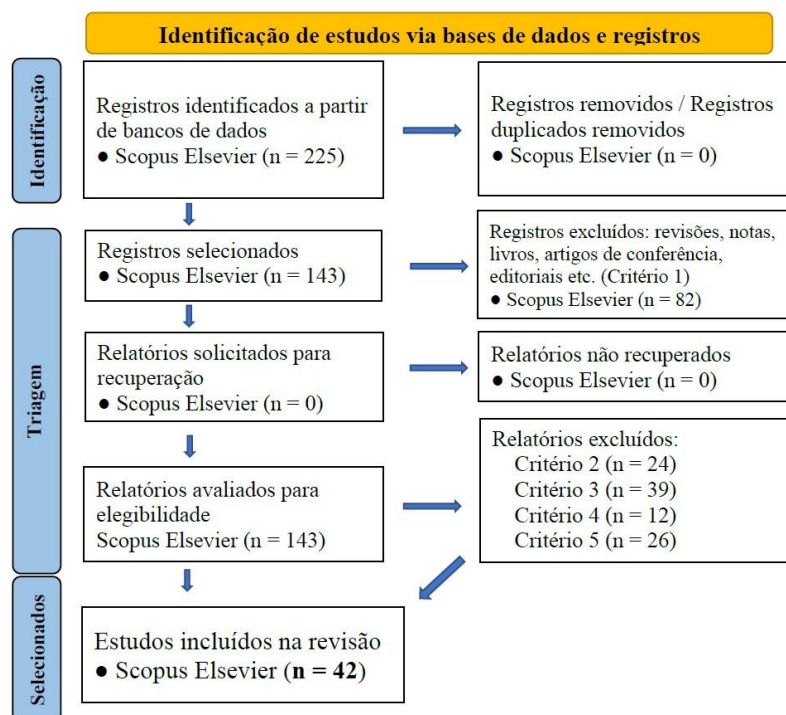 Identificação de estudos via bases de dados e registros
Identificação
Registros identificados a partir
de bancos de dados
● Scopus Elsevier (n = 225)
Registros removidos / Registros
duplicados removidos
● Scopus Elsevier (n = 0)
Triagem
Registros selecionados
● Scopus Elsevier (n = 143)
Registros excluídos: revisões, notas,
livros, artigos de conferência,
editoriais etc. (Critério 1)
● Scopus Elsevier (n = 82)
Relatórios solicitados para
recuperação
● Scopus Elsevier (n = 0)
Relatórios não recuperados
● Scopus Elsevier (n = 0)
Relatórios avaliados para
elegibilidade
Scopus Elsevier (n = 143)
Relatórios excluídos:
Critério 2 (n = 24)
Critério 3 (n = 39)
Critério 4 (n = 12)
Critério 5 (n = 26)
Selecionados
Estudos incluídos na revisão
● Scopus Elsevier (n = 42)